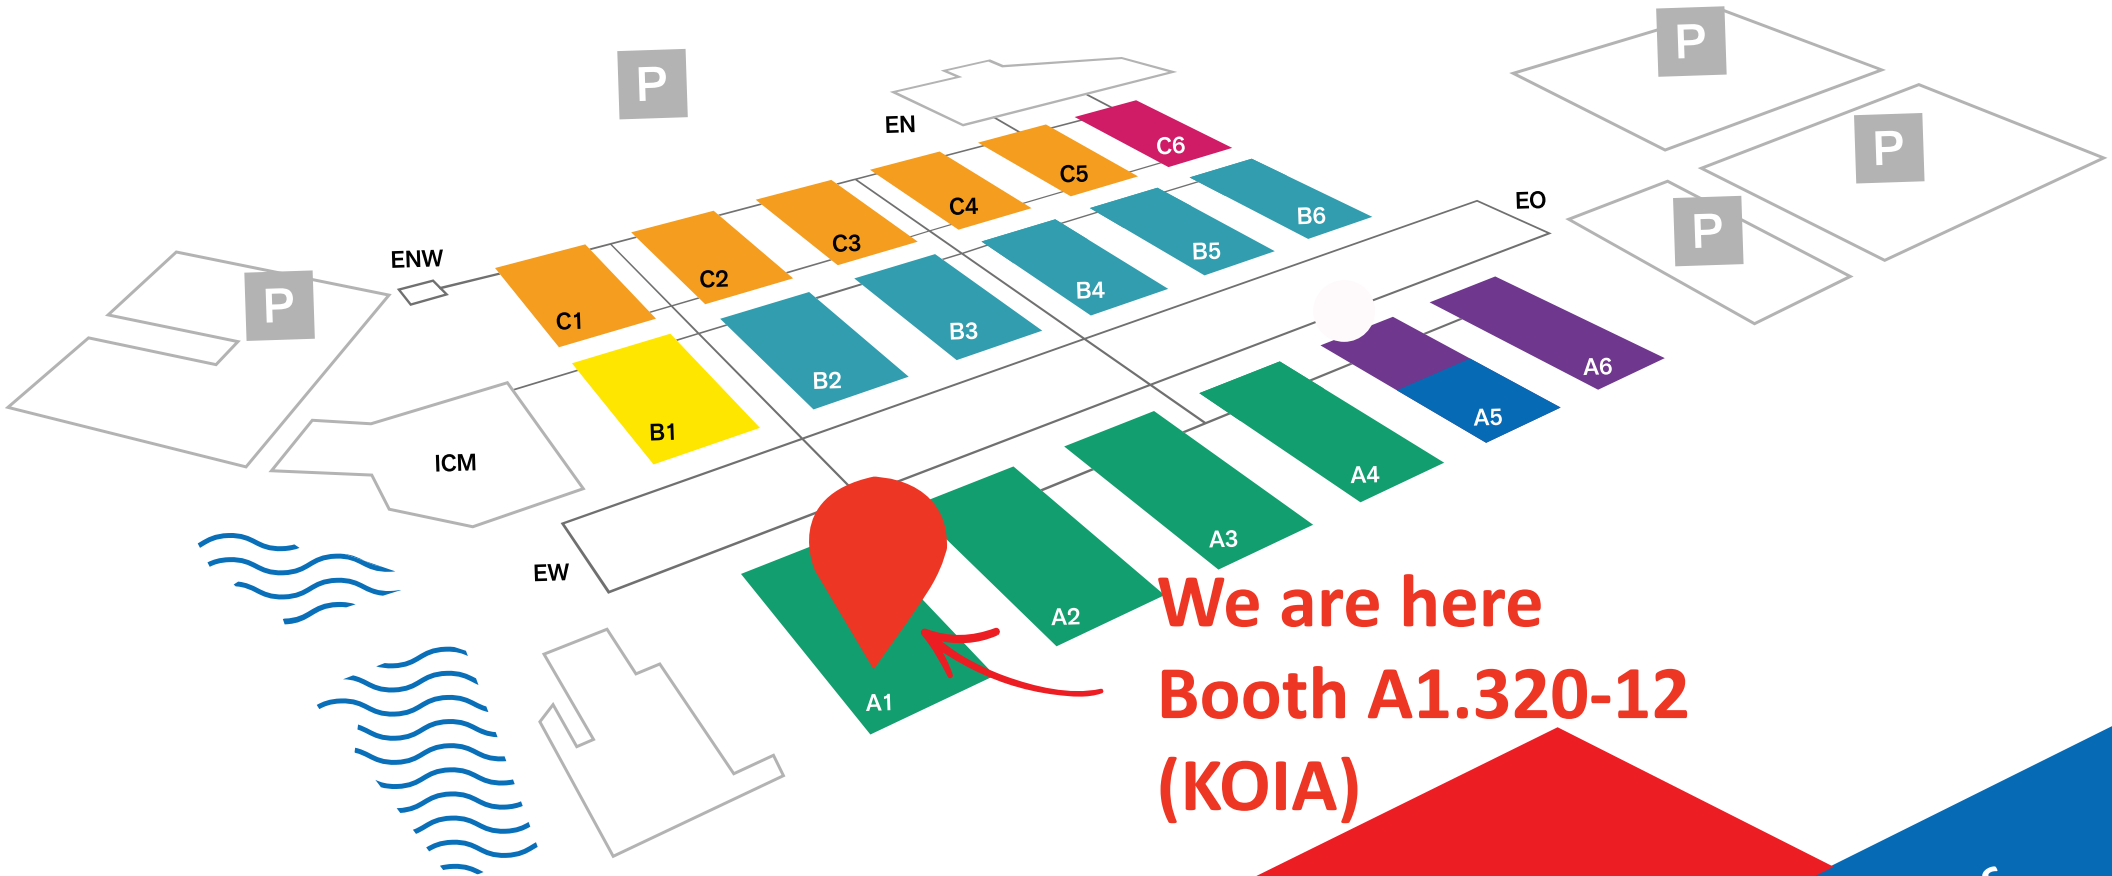 P
P
P
P
P
EN
ENW
EO
C6
C5
C4
C3
C2
C1
B6
B5
B4
B3
B2
B1
ICM
EW
A6
A5
A4
A3
A2
A1
We are here
Booth A1.320-12
(KOIA)